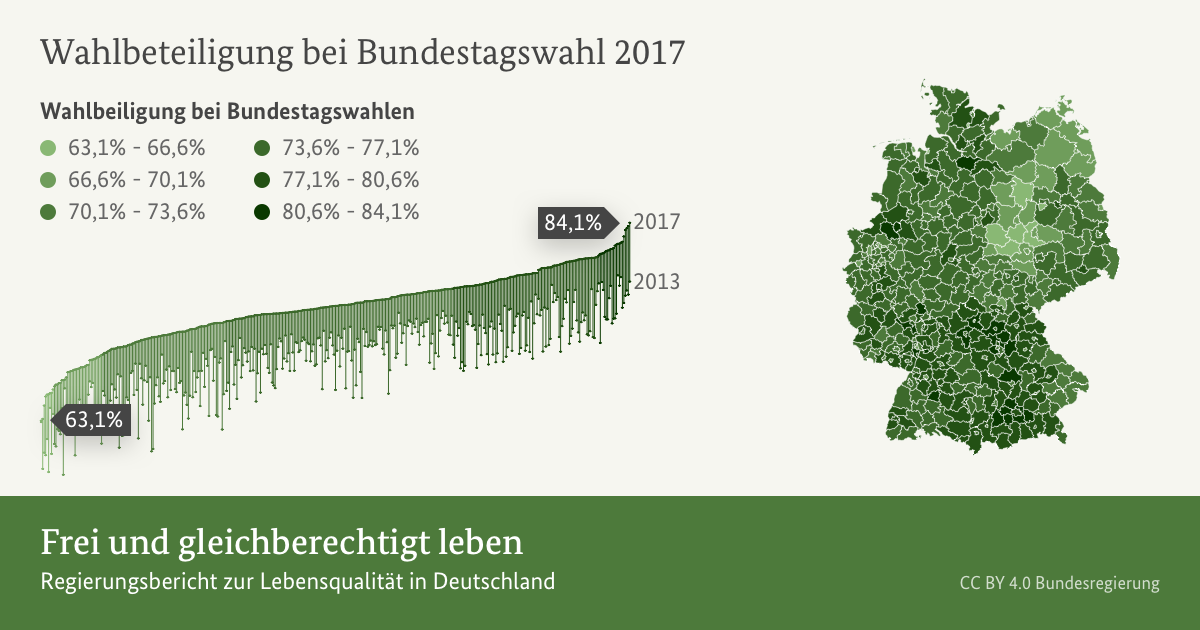 Wahlbeteiligung bei Bundestagswahl 2017
Wahlbeiligung bei Bundestagswahlen
63,1% - 66,6%
66,6% - 70,1%
70,1% - 73,6%
73,6% - 77,1%
77,1% - 80,6%
80,6% - 84,1%
84,1%
2017
2013
63,1%
Frei und gleichberechtigt leben
Regierungsbericht zur Lebensqualität in Deutschland
CC BY 4.0 Bundesregierung